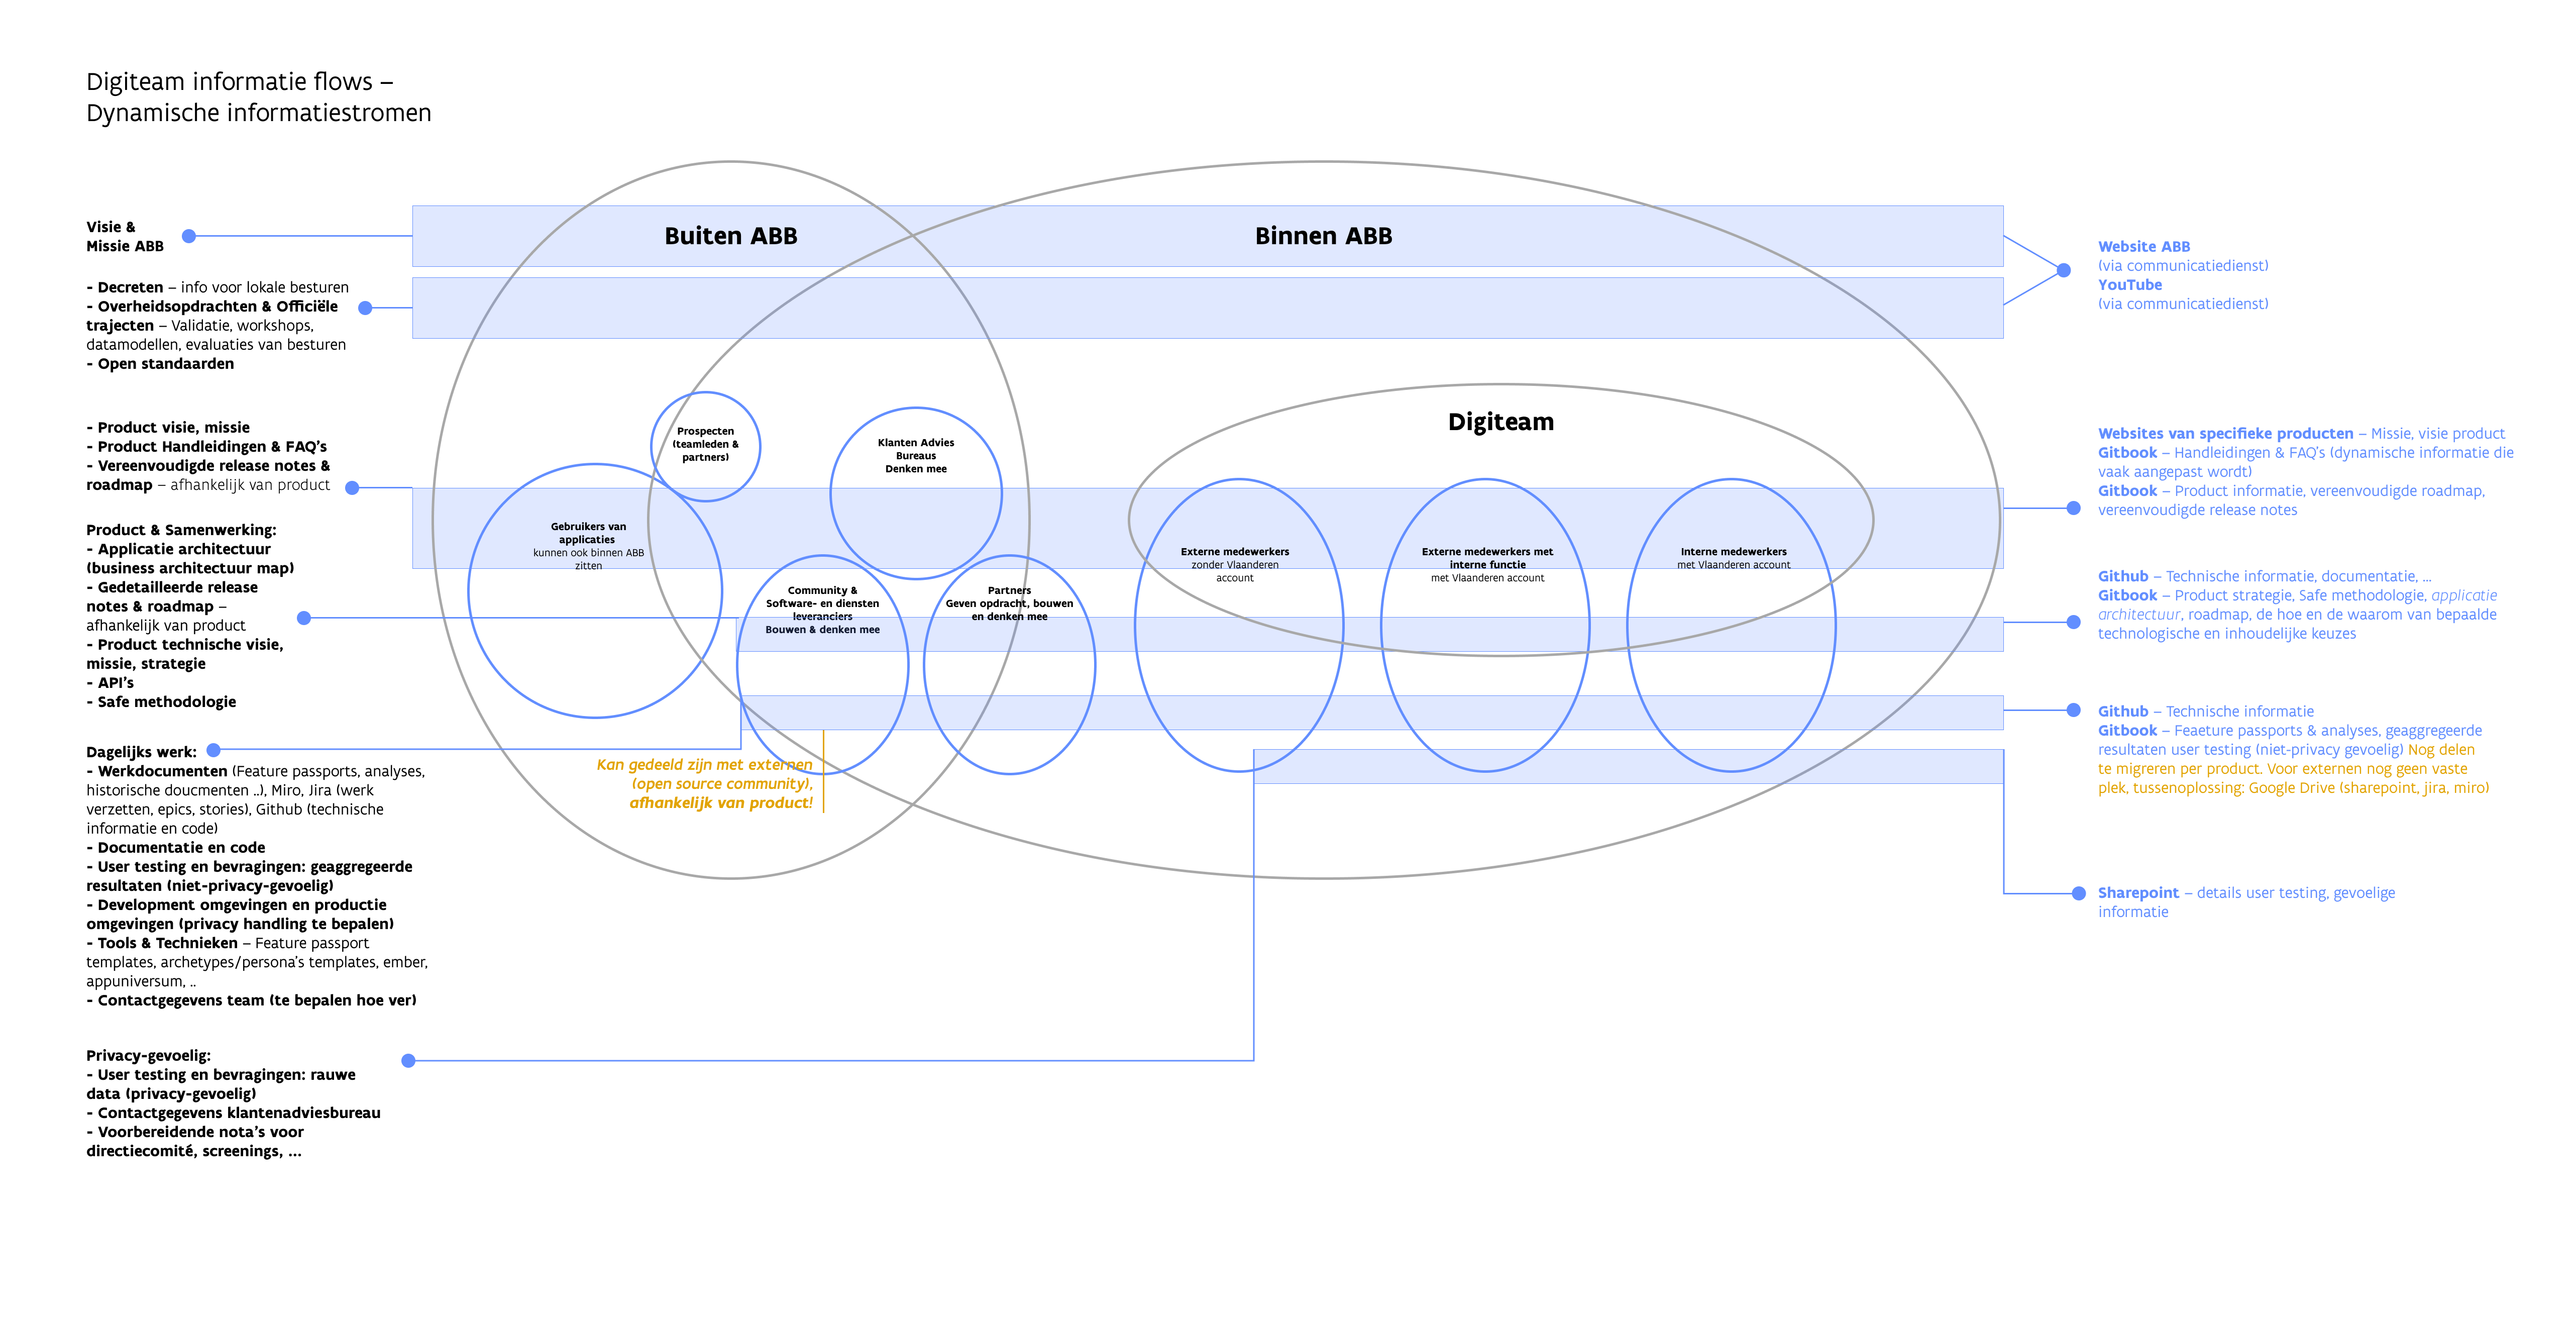 Digiteam informatie flows –
Dynamische informatiestromen
Visie &
Missie ABB
- Decreten – info voor lokale besturen
- Overheidsopdrachten & Officiële
trajecten – Validatie, workshops,
datamodellen, evaluaties van besturen
- Open standaarden
- Product visie, missie
- Product Handleidingen & FAQ's
- Vereenvoudigde release notes &
roadmap – afhankelijk van product
Product & Samenwerking:
- Applicatie architectuur
(business architectuur map)
- Gedetailleerde release
notes & roadmap –
afhankelijk van product
- Product technische visie,
missie, strategie
- API's
- Safe methodologie
Dagelijks werk:
- Werkdocumenten (Feature passports, analyses,
historische doucmenten ..), Miro, Jira (werk
verzetten, epics, stories), Github (technische
informatie en code)
- Documentatie en code
- User testing en bevragingen: geaggregeerde
resultaten (niet-privacy-gevoelig)
- Development omgevingen en productie
omgevingen (privacy handling te bepalen)
- Tools & Technieken – Feature passport
templates, archetypes/persona's templates, ember,
appuniversum, ..
- Contactgegevens team (te bepalen hoe ver)
Privacy-gevoelig:
- User testing en bevragingen: rauwe
data (privacy-gevoelig)
- Contactgegevens klantenadviesbureau
- Voorbereidende nota's voor
directiecomité, screenings, ...
Buiten ABB
Binnen ABB
Digiteam
Prospecten
(teamleden &
partners)
Klanten Advies
Bureaus
Denken mee
Gebruikers van
applicaties
kunnen ook binnen ABB
zitten
Community &
Software- en diensten
leveranciers
Bouwen & denken mee
Partners
Geven opdracht, bouwen
en denken mee
Externe medewerkers
zonder Vlaanderen
account
Externe medewerkers met
interne functie
met Vlaanderen account
Interne medewerkers
met Vlaanderen account
Kan gedeeld zijn met externen
(open source community),
afhankelijk van product!
Website ABB
(via communicatiedienst)
YouTube
(via communicatiedienst)
Websites van specifieke producten – Missie, visie product
Gitbook – Handleidingen & FAQ's (dynamische informatie die
vaak aangepast wordt)
Gitbook – Product informatie, vereenvoudigde roadmap,
vereenvoudigde release notes
Github – Technische informatie, documentatie, ...
Gitbook – Product strategie, Safe methodologie, applicatie
architectuur, roadmap, de hoe en de waarom van bepaalde
technologische en inhoudelijke keuzes
Github – Technische informatie
Gitbook – Feaeture passports & analyses, geaggregeerde
resultaten user testing (niet-privacy gevoelig) Nog delen
te migreren per product. Voor externen nog geen vaste
plek, tussenoplossing: Google Drive (sharepoint, jira, miro)
Sharepoint – details user testing, gevoelige
informatie